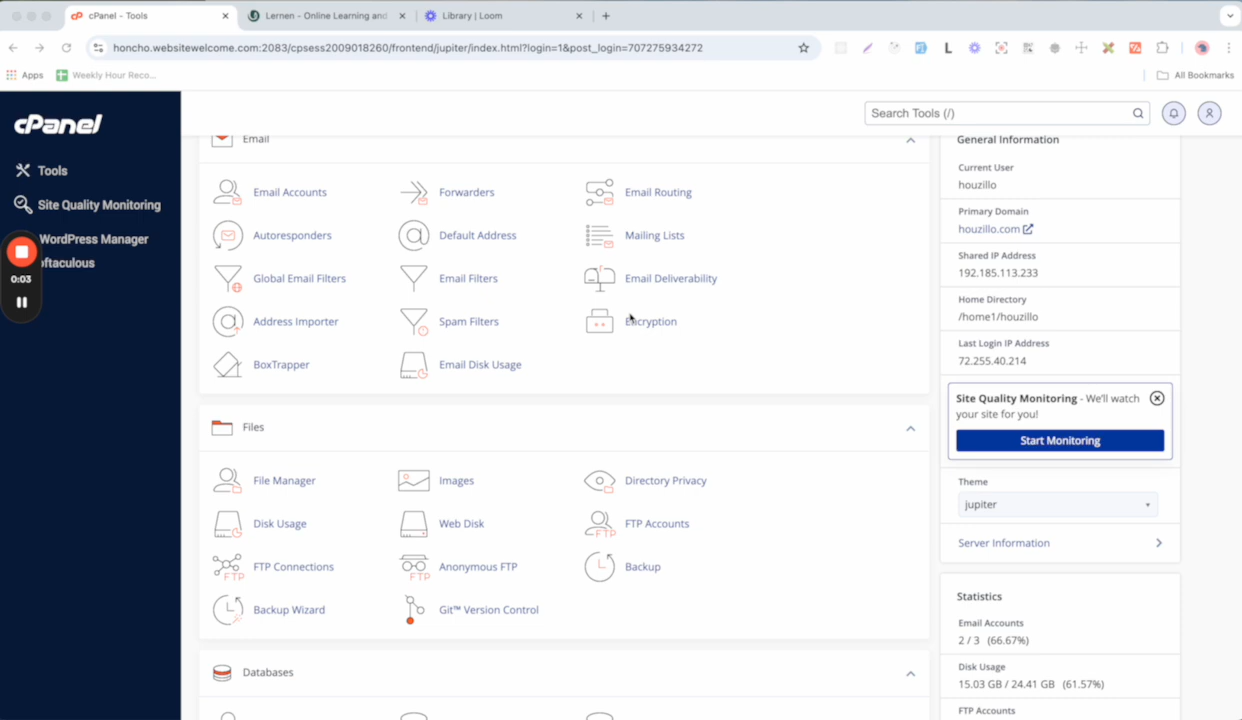 cPanel - Tools
Lernen - Online Learning and
Library | Loom
honcho.websitewelcome.com:2083/cpsess2009018260/frontend/jupiter/index.html?login=1&post_login=707275934272
Apps
Weekly Hour Reco...
All Bookmarks
cPanel
Search Tools (/)
Tools
Site Quality Monitoring
WordPress Manager
oftaculous
0:03
Email
Email Accounts
Forwarders
Email Routing
Autoresponders
Default Address
Mailing Lists
Global Email Filters
Email Filters
Email Deliverability
Address Importer
Spam Filters
Encryption
BoxTrapper
Email Disk Usage
Files
File Manager
Images
Directory Privacy
Disk Usage
Web Disk
FTP Accounts
FTP
FTP Connections
FTP
Anonymous FTP
FTP
Backup
Backup Wizard
Git™ Version Control
Databases
General Information
Current User
houzillo
Primary Domain
houzillo.com
Shared IP Address
192.185.113.233
Home Directory
/home1/houzillo
Last Login IP Address
72.255.40.214
Site Quality Monitoring - We'll watch
your site for you!
Start Monitoring
Theme
jupiter
Server Information
Statistics
Email Accounts
2 / 3 (66.67%)
Disk Usage
15.03 GB / 24.41 GB (61.57%)
FTP Accounts